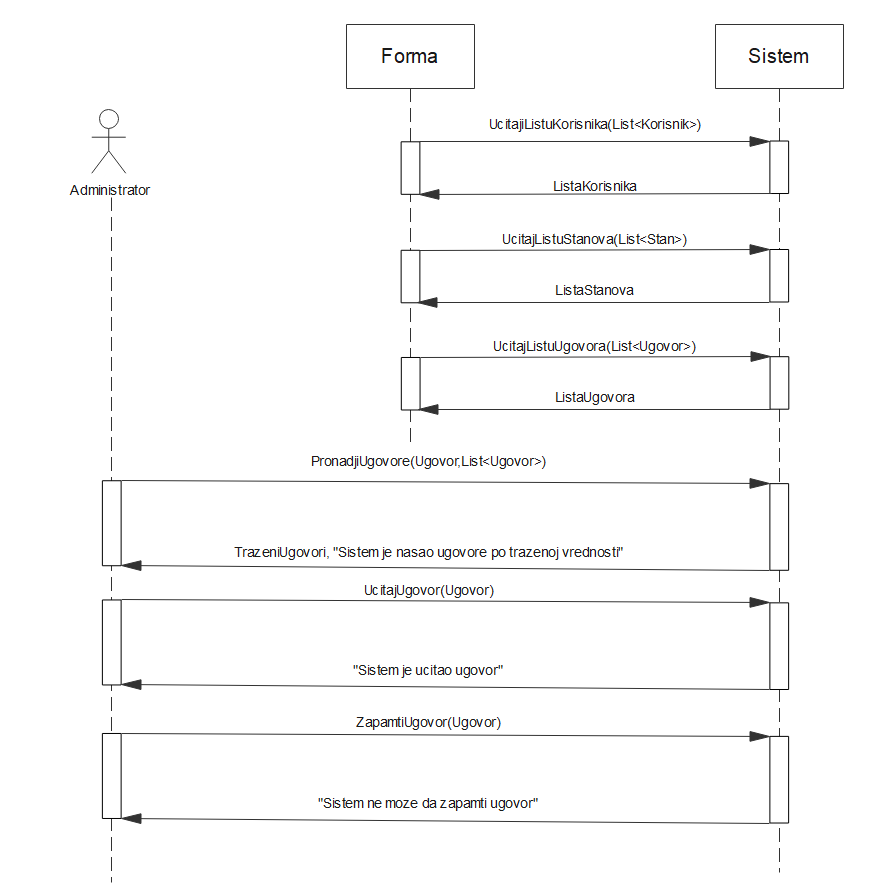 Forma
Sistem
UcitajiListuKorisnika(List<Korisnik>)
Administrator
ListaKorisnika
UcitajListuStanova(List<Stan>)
ListaStanova
UcitajListuUgovora(List<Ugovor>)
ListaUgovora
PronadjiUgovore(Ugovor,List<Ugovor>)
TrazeniUgovori, "Sistem je nasao ugovore po trazenoj vrednosti"
UcitajUgovor(Ugovor)
"Sistem je ucitao ugovor"
ZapamtiUgovor(Ugovor)
"Sistem ne moze da zapamti ugovor"